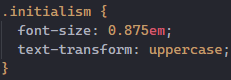 .initialism {
  font-size: 0.875em;
  text-transform: uppercase;
}